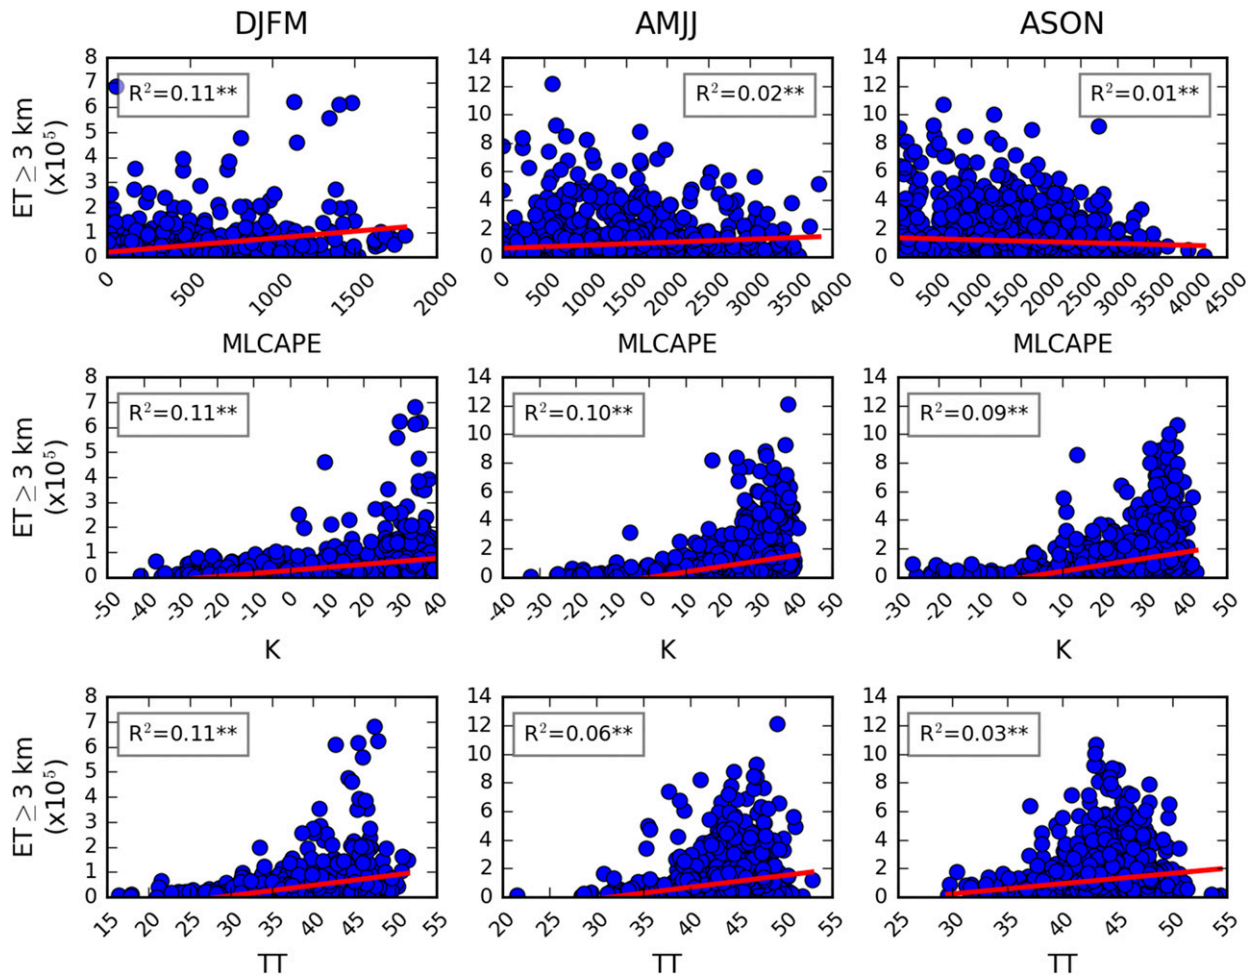 DJFM AMJJ ASON
ET ≥ 3 km
(x10⁵)
8 7 6 5 4 3 2 1 0
R²=0.11**
0 500 1000 1500 2000
MLCAPE
14 12 10 8 6 4 2 0
R²=0.02**
0 500 1000 1500 2000 2500 3000 3500 4000
MLCAPE
14 12 10 8 6 4 2 0
R²=0.01**
0 500 1000 1500 2000 2500 3000 3500 4000 4500
MLCAPE
ET ≥ 3 km
(x10⁵)
8 7 6 5 4 3 2 1 0
R²=0.11**
-50 -40 -30 -20 -10 0 10 20 30 40
K
14 12 10 8 6 4 2 0
R²=0.10**
-40 -30 -20 -10 0 10 20 30 40 50
K
14 12 10 8 6 4 2 0
R²=0.09**
-30 -20 -10 0 10 20 30 40 50
K
ET ≥ 3 km
(x10⁵)
8 7 6 5 4 3 2 1 0
R²=0.11**
15 20 25 30 35 40 45 50 55
TT
14 12 10 8 6 4 2 0
R²=0.06**
20 25 30 35 40 45 50 55
TT
14 12 10 8 6 4 2 0
R²=0.03**
25 30 35 40 45 50 55
TT